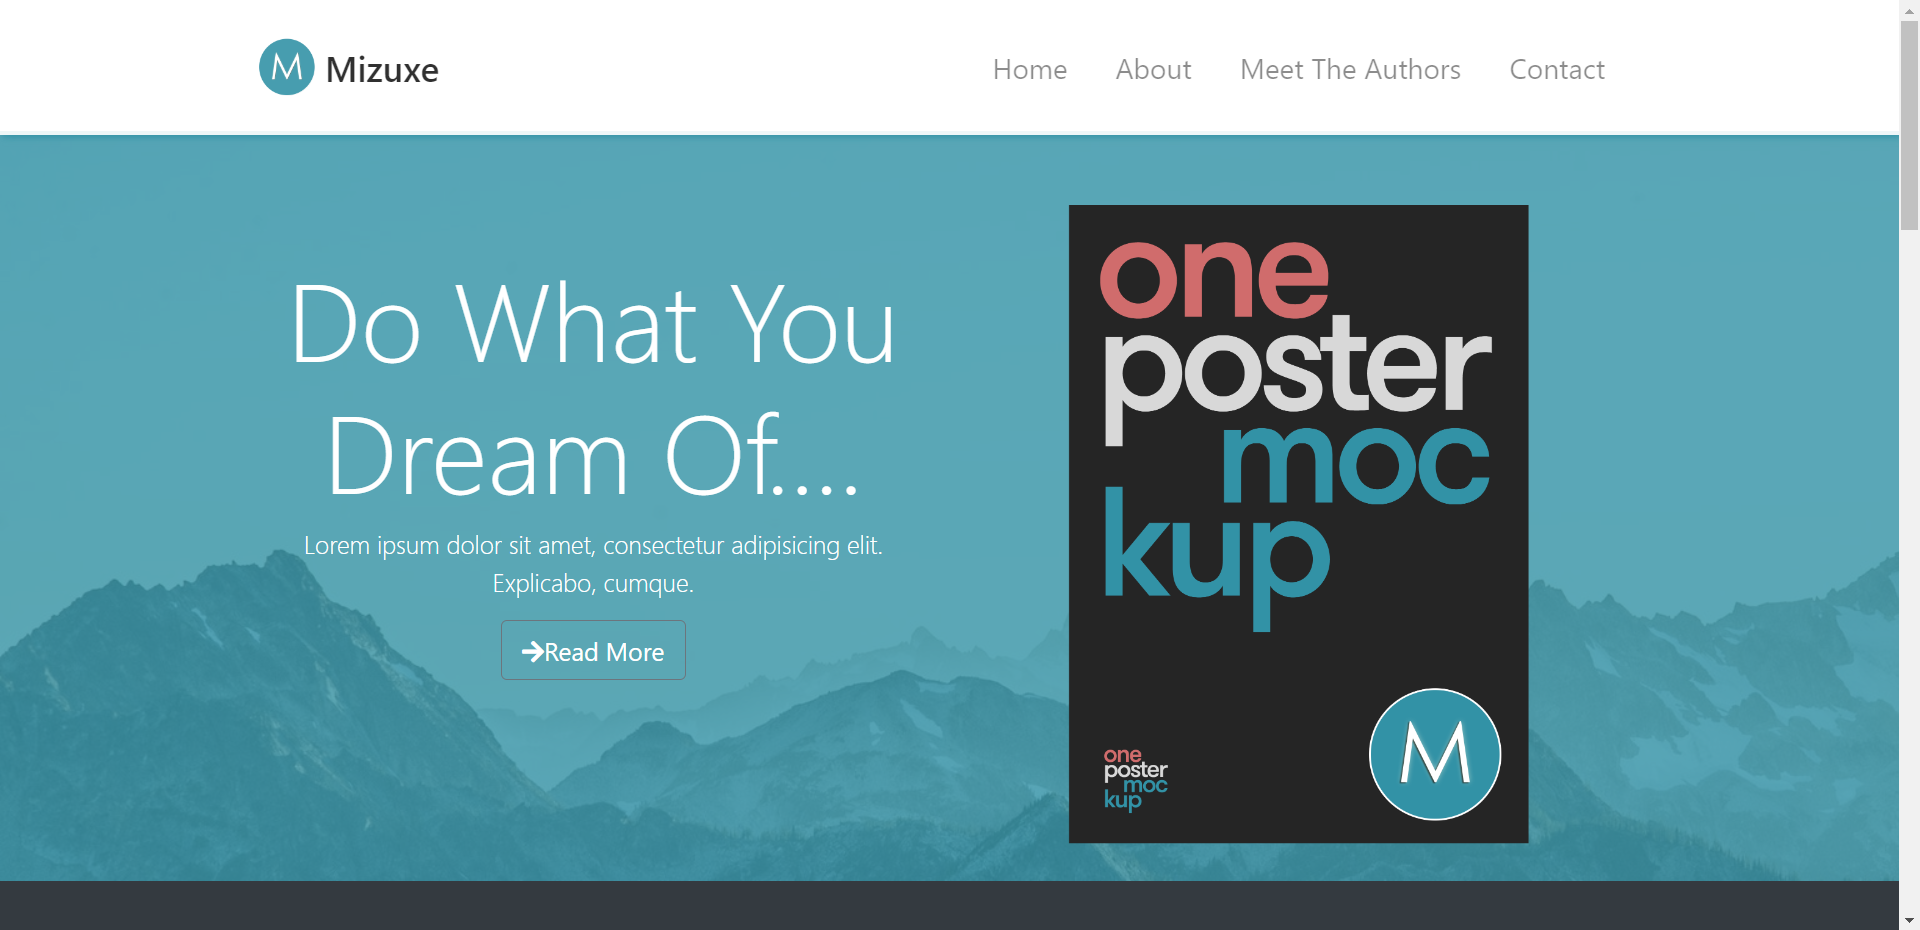 M Mizuxe
Home About Meet The Authors Contact
Do What You
Dream Of....
Lorem ipsum dolor sit amet, consectetur adipisicing elit.
Explicabo, cumque.
Read More
one
poster
moc
kup
one
poster
moc
kup
M